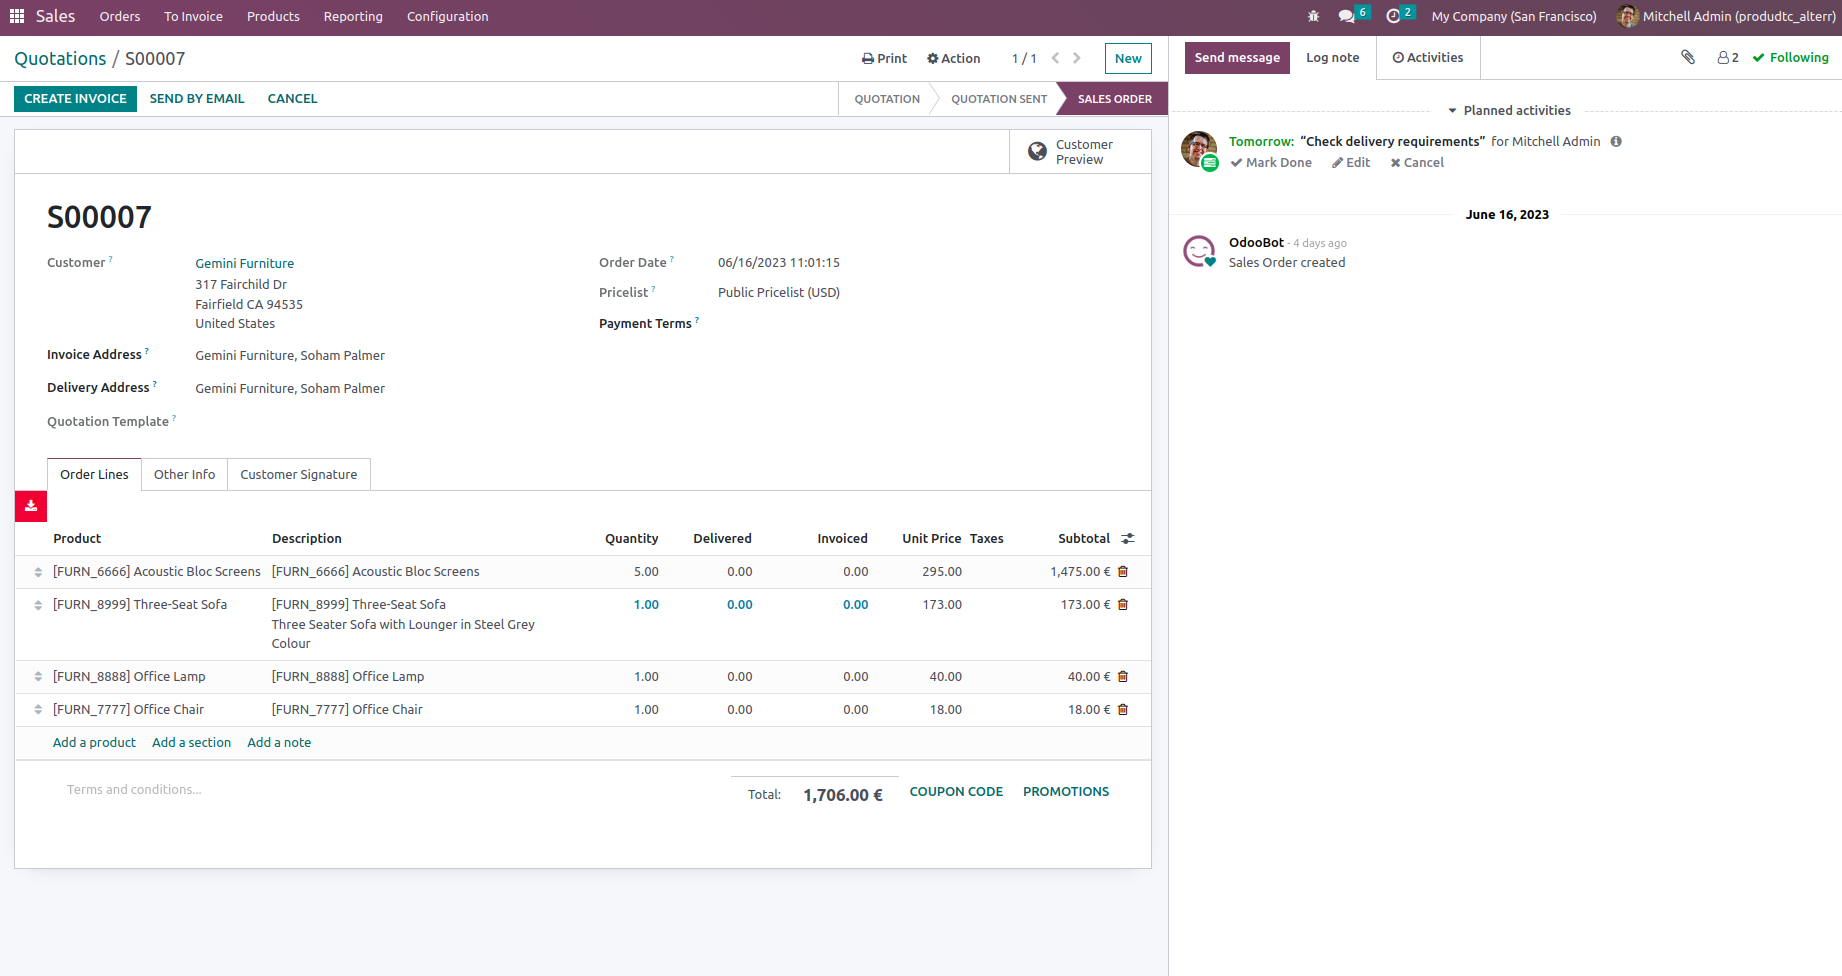 Sales Orders To Invoice Products Reporting Configuration 6 2 My Company (San Francisco) Mitchell Admin (produdtc_alterr)
Quotations / S00007 Print Action 1 / 1 New
CREATE INVOICE SEND BY EMAIL CANCEL QUOTATION QUOTATION SENT SALES ORDER
Customer
Preview
S00007
Customer ? Gemini Furniture
317 Fairchild Dr
Fairfield CA 94535
United States
Invoice Address ? Gemini Furniture, Soham Palmer
Delivery Address ? Gemini Furniture, Soham Palmer
Quotation Template ?
Order Date ? 06/16/2023 11:01:15
Pricelist ? Public Pricelist (USD)
Payment Terms ?
Order Lines Other Info Customer Signature
Product Description Quantity Delivered Invoiced Unit Price Taxes Subtotal
[FURN_6666] Acoustic Bloc Screens [FURN_6666] Acoustic Bloc Screens 5.00 0.00 0.00 295.00 1,475.00 €
[FURN_8999] Three-Seat Sofa [FURN_8999] Three-Seat Sofa 1.00 0.00 0.00 173.00 173.00 €
Three Seater Sofa with Lounger in Steel Grey
Colour
[FURN_8888] Office Lamp [FURN_8888] Office Lamp 1.00 0.00 0.00 40.00 40.00 €
[FURN_7777] Office Chair [FURN_7777] Office Chair 1.00 0.00 0.00 18.00 18.00 €
Add a product Add a section Add a note
Terms and conditions... Total: 1,706.00 € COUPON CODE PROMOTIONS
Send message Log note Activities 2 Following
Planned activities
Tomorrow: “Check delivery requirements” for Mitchell Admin
Mark Done Edit Cancel
June 16, 2023
OdooBot - 4 days ago
Sales Order created